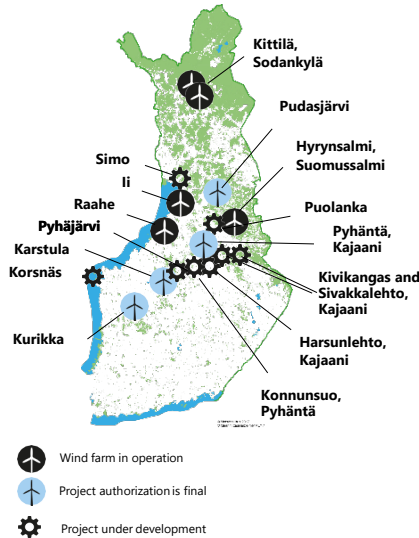 Kittilä,
Sodankylä
Pudasjärvi
Hyrynsalmi,
Suomussalmi
Simo
Ii
Raahe
Puolanka
Pyhäjärvi
Pyhäntä,
Kajaani
Karstula
Korsnäs
Kivikangas and
Sivakkalehto,
Kajaani
Kurikka
Harsunlehto,
Kajaani
Konnunsuo,
Pyhäntä
Wind farm in operation
Project authorization is final
Project under development